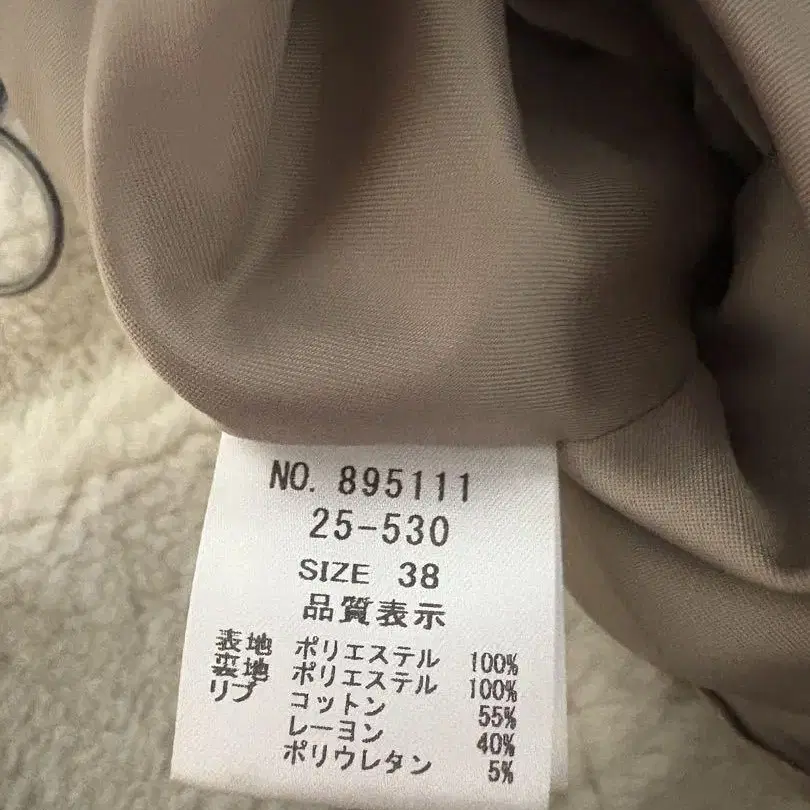 NO. 895111
25-530
SIZE 38
品質表示
表地 ポリエステル 100%
裏地 ポリエステル 100%
リブ コットン 55%
レーヨン 40%
ポリウレタン 5%